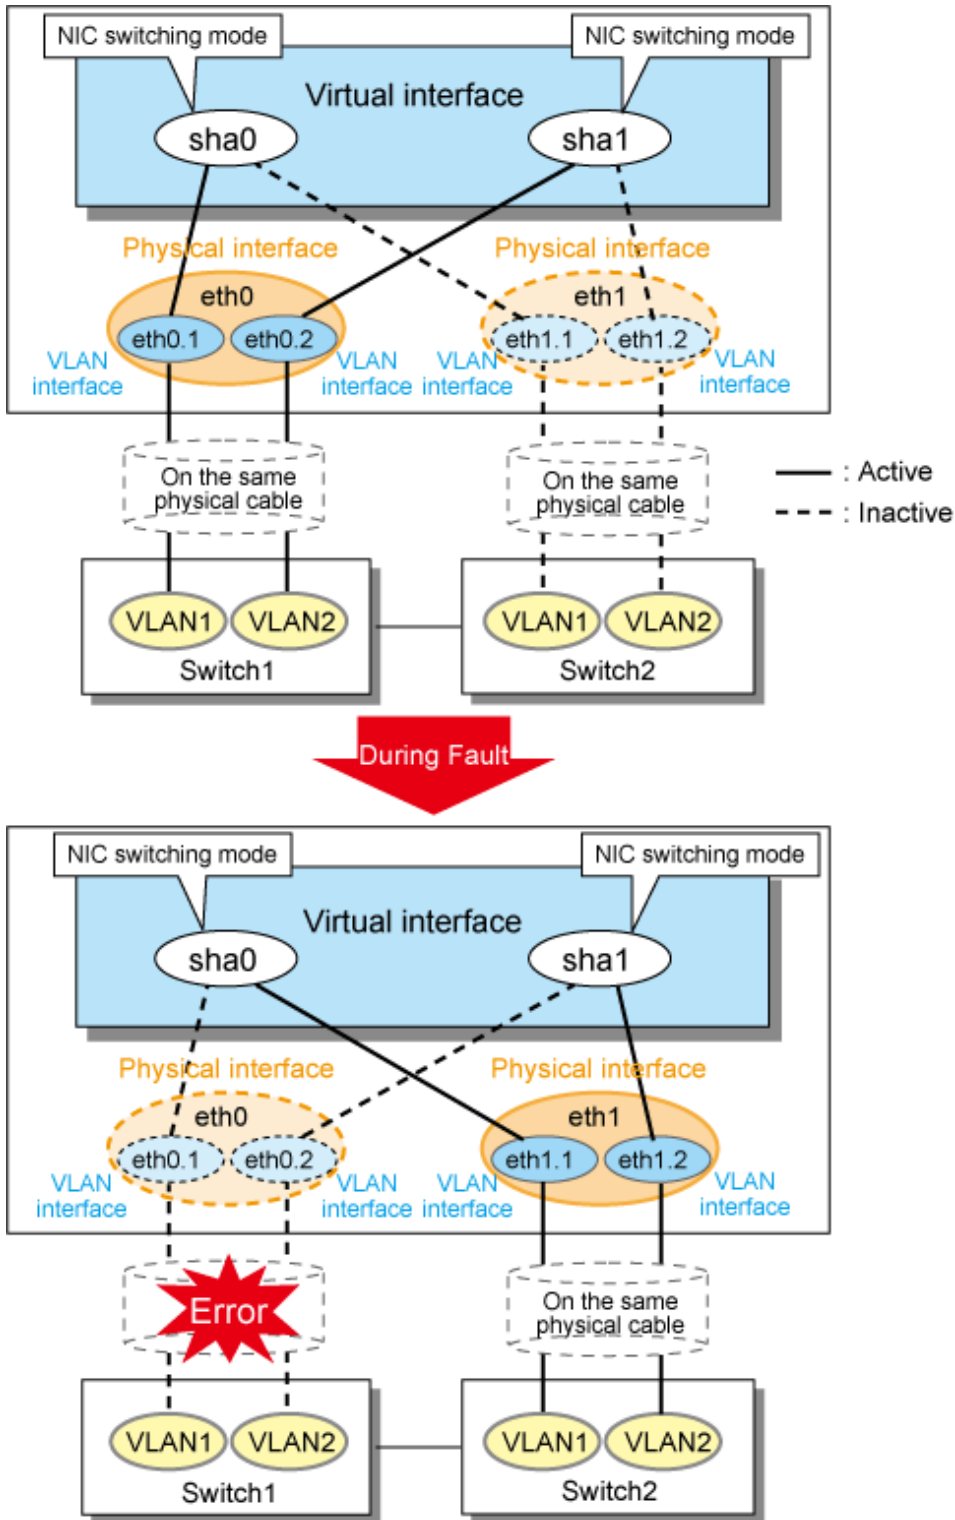 NIC switching mode
NIC switching mode
Virtual interface
sha0
sha1
Physical interface
Physical interface
eth0
eth1
eth0.1
eth0.2
eth1.1
eth1.2
VLAN
interface
VLAN
interface
VLAN
interface
VLAN
interface
On the same
physical cable
On the same
physical cable
: Active
: Inactive
VLAN1
VLAN2
VLAN1
VLAN2
Switch1
Switch2
During Fault
NIC switching mode
NIC switching mode
Virtual interface
sha0
sha1
Physical interface
Physical interface
eth0
eth1
eth0.1
eth0.2
eth1.1
eth1.2
VLAN
interface
VLAN
interface
VLAN
interface
VLAN
interface
Error
On the same
physical cable
VLAN1
VLAN2
VLAN1
VLAN2
Switch1
Switch2